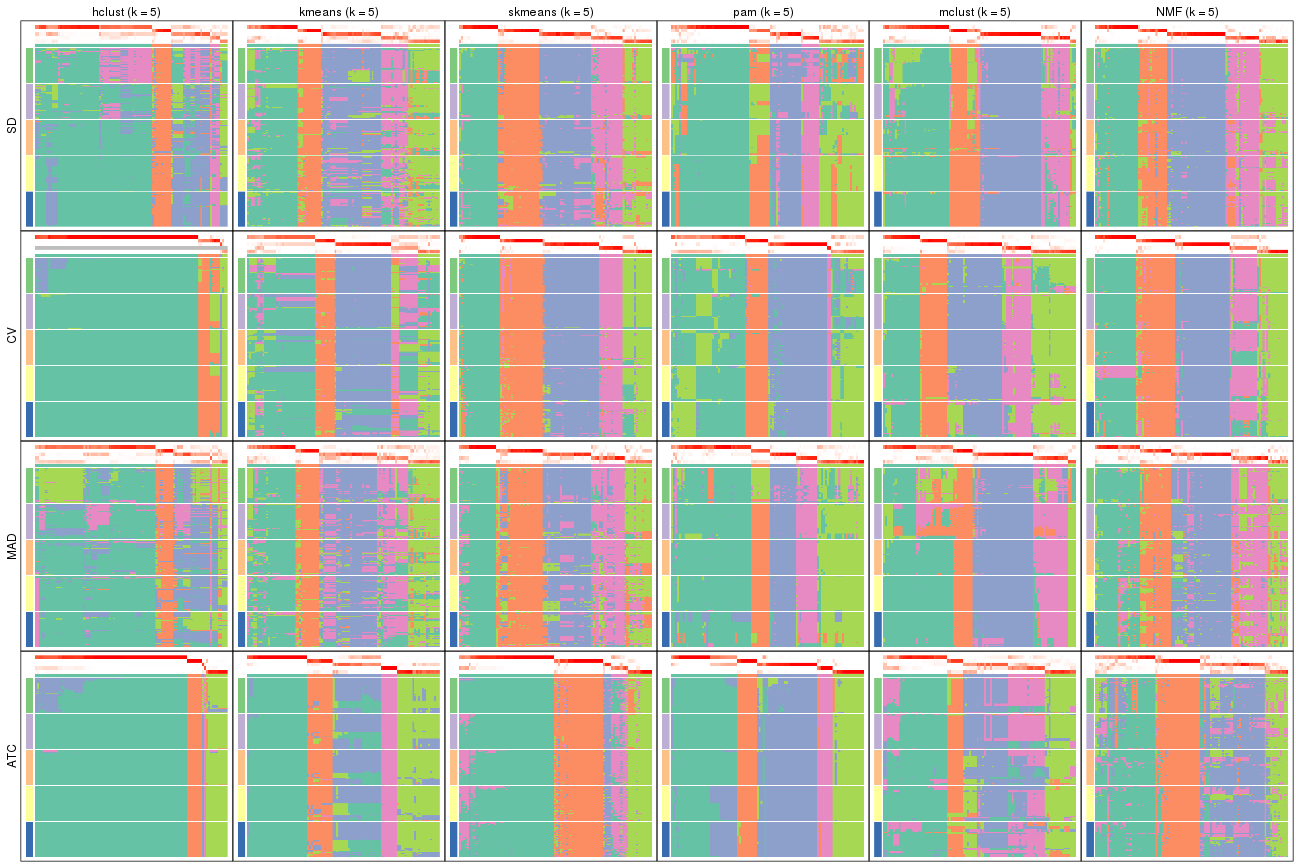 hclust (k = 5) kmeans (k = 5) skmeans (k = 5) pam (k = 5) mclust (k = 5) NMF (k = 5)
SD
CV
MAD
ATC